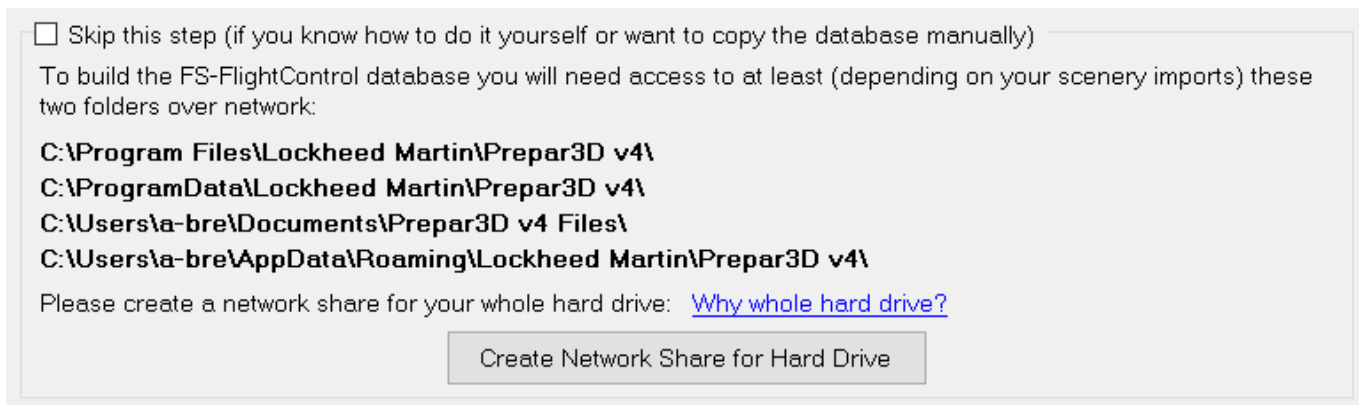 Skip this step (if you know how to do it yourself or want to copy the database manually)
To build the FS-FlightControl database you will need access to at least (depending on your scenery imports) these
two folders over network:
C:\Program Files\Lockheed Martin\Prepar3D v4\
C:\ProgramData\Lockheed Martin\Prepar3D v4\
C:\Users\a-bre\Documents\Prepar3D v4 Files\
C:\Users\a-bre\AppData\Roaming\Lockheed Martin\Prepar3D v4\
Please create a network share for your whole hard drive: Why whole hard drive?
Create Network Share for Hard Drive